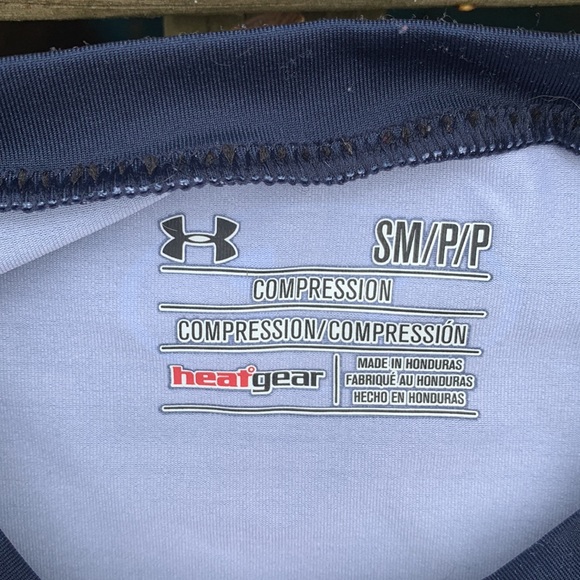 SM/P/P
COMPRESSION
COMPRESSION/COMPRESSIÓN
heatgear
MADE IN HONDURAS
FABRIQUÉ AU HONDURAS
HECHO EN HONDURAS